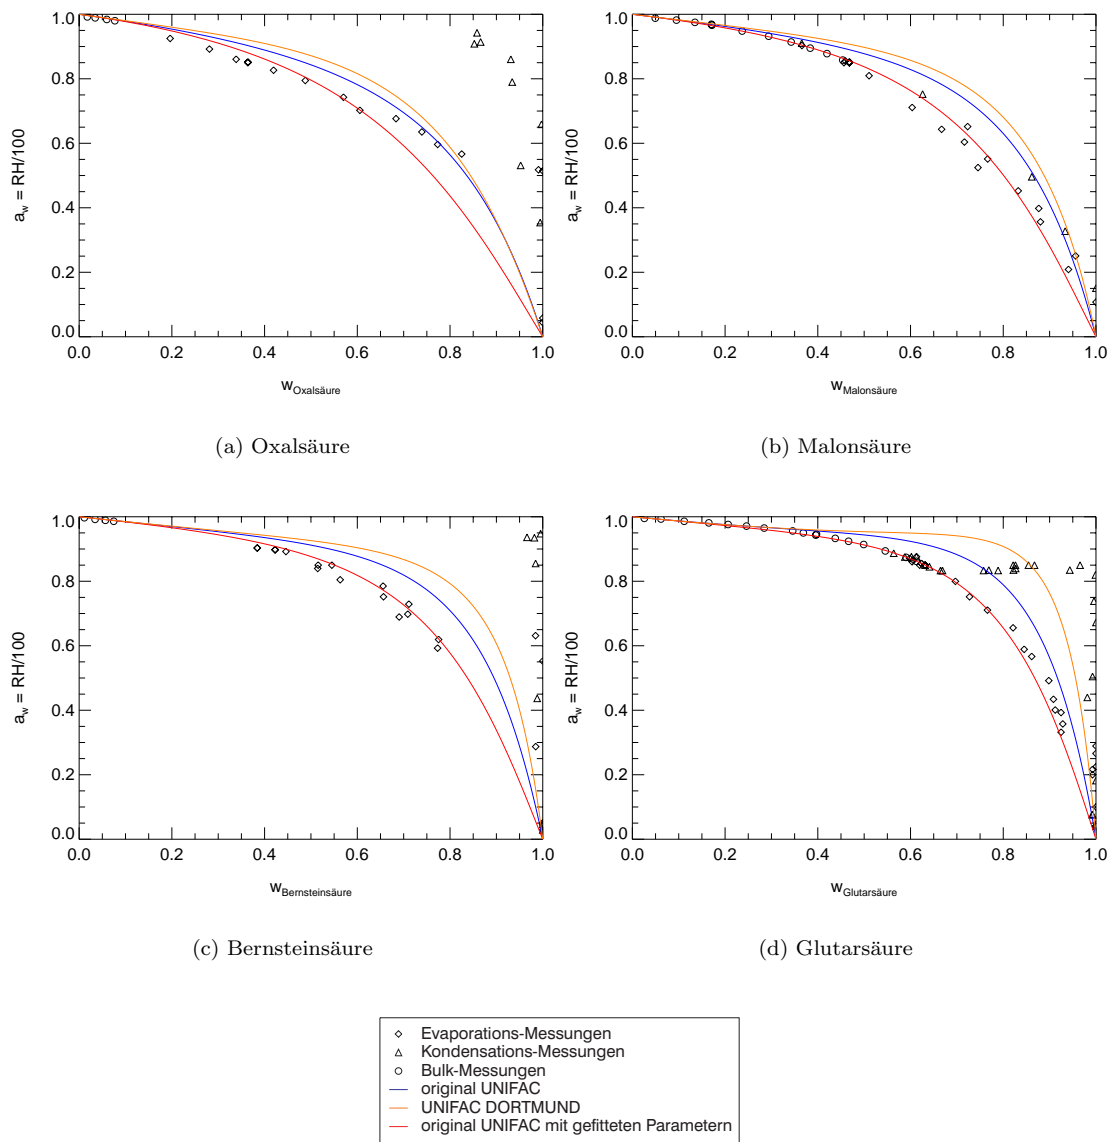 1.0
0.8
0.6
0.4
0.2
0.0
a_w = RH/100
0.0 0.2 0.4 0.6 0.8 1.0
w_Oxalsäure
(a) Oxalsäure
1.0
0.8
0.6
0.4
0.2
0.0
a_w = RH/100
0.0 0.2 0.4 0.6 0.8 1.0
w_Malonsäure
(b) Malonsäure
1.0
0.8
0.6
0.4
0.2
0.0
a_w = RH/100
0.0 0.2 0.4 0.6 0.8 1.0
w_Bernsteinsäure
(c) Bernsteinsäure
1.0
0.8
0.6
0.4
0.2
0.0
a_w = RH/100
0.0 0.2 0.4 0.6 0.8 1.0
w_Glutarsäure
(d) Glutarsäure
Evaporations-Messungen
Kondensations-Messungen
Bulk-Messungen
original UNIFAC
UNIFAC DORTMUND
original UNIFAC mit gefitteten Parametern